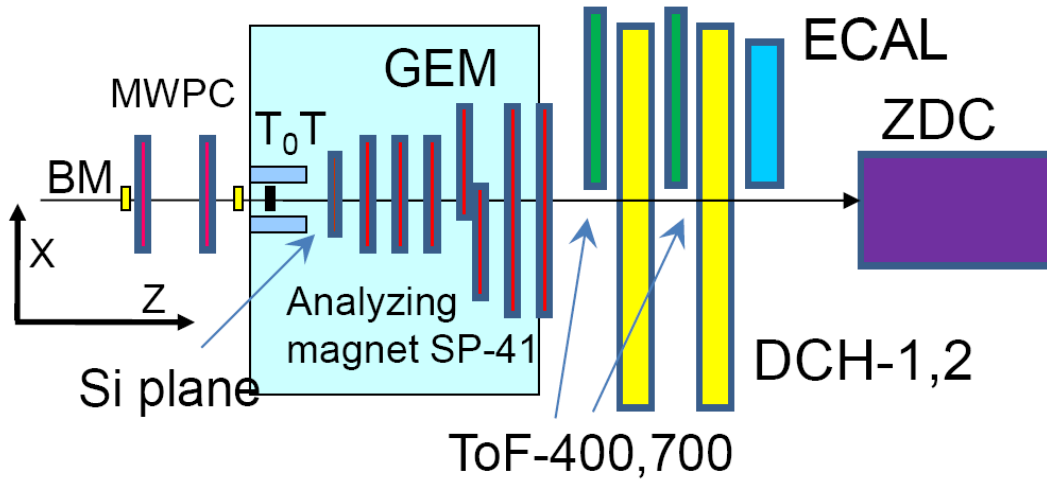 ECAL
GEM
MWPC
ZDC
T₀T
BM
X
Z
Analyzing
magnet SP-41
Si plane
DCH-1,2
ToF-400,700